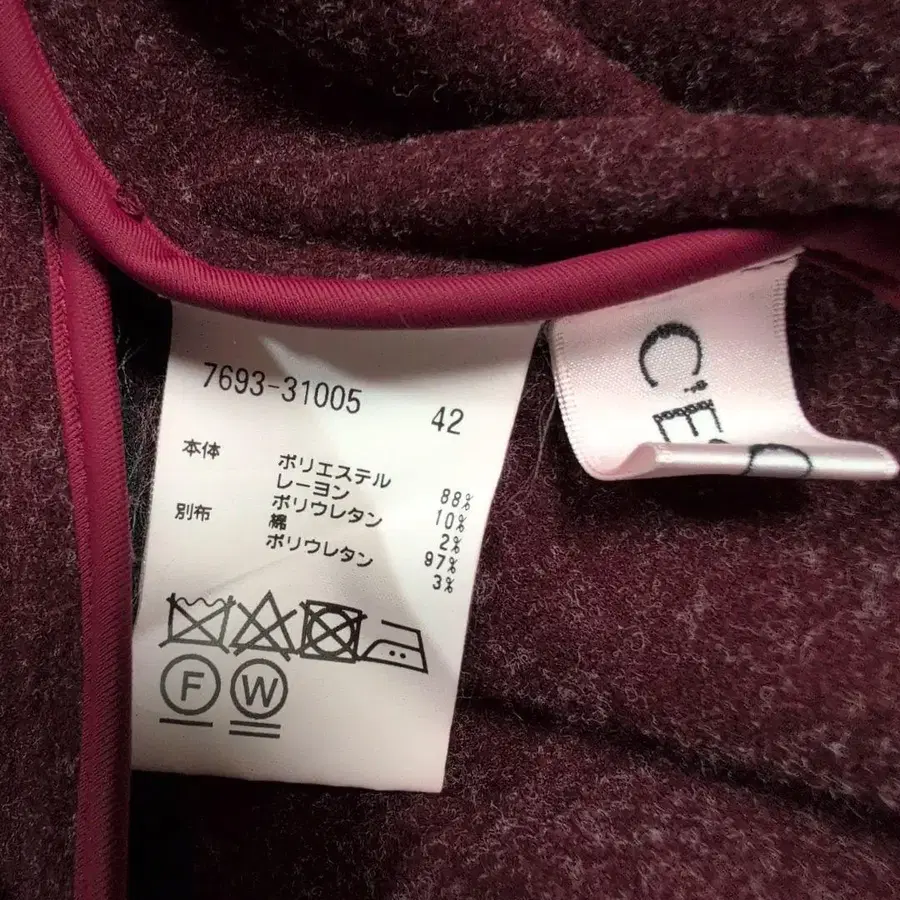 7693-31005
42
本体 ポリエステル 88%
レーヨン 10%
ポリウレタン 2%
別布 綿 97%
ポリウレタン 3%
F W
C'ES